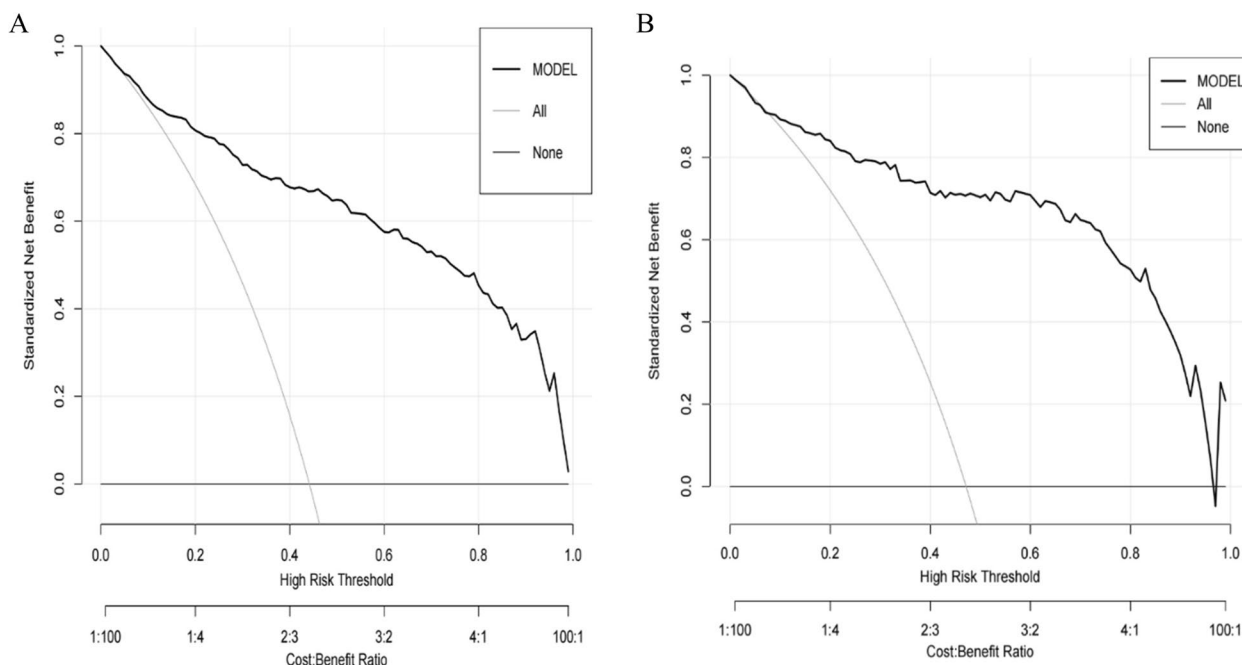 A
MODEL
All
None
Standardized Net Benefit
1.0
0.8
0.6
0.4
0.2
0.0
0.0 0.2 0.4 0.6 0.8 1.0
High Risk Threshold
1:100 1:4 2:3 3:2 4:1 100:1
Cost:Benefit Ratio
B
MODEL
All
None
Standardized Net Benefit
1.0
0.8
0.6
0.4
0.2
0.0
0.0 0.2 0.4 0.6 0.8 1.0
High Risk Threshold
1:100 1:4 2:3 3:2 4:1 100:1
Cost:Benefit Ratio